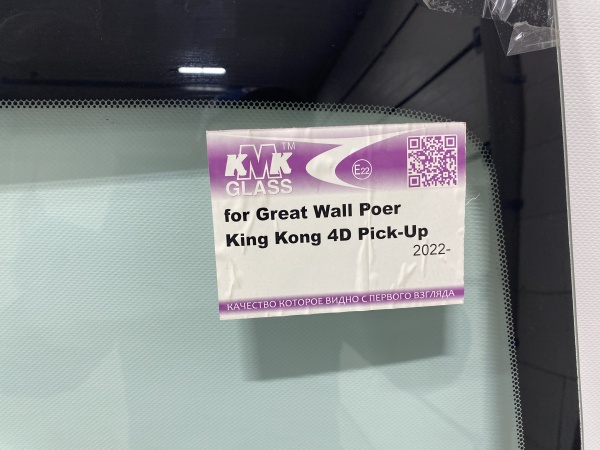 KMK TM
GLASS
E22
for Great Wall Poer
King Kong 4D Pick-Up
2022-
КАЧЕСТВО КОТОРОЕ ВИДНО С ПЕРВОГО ВЗГЛЯДА